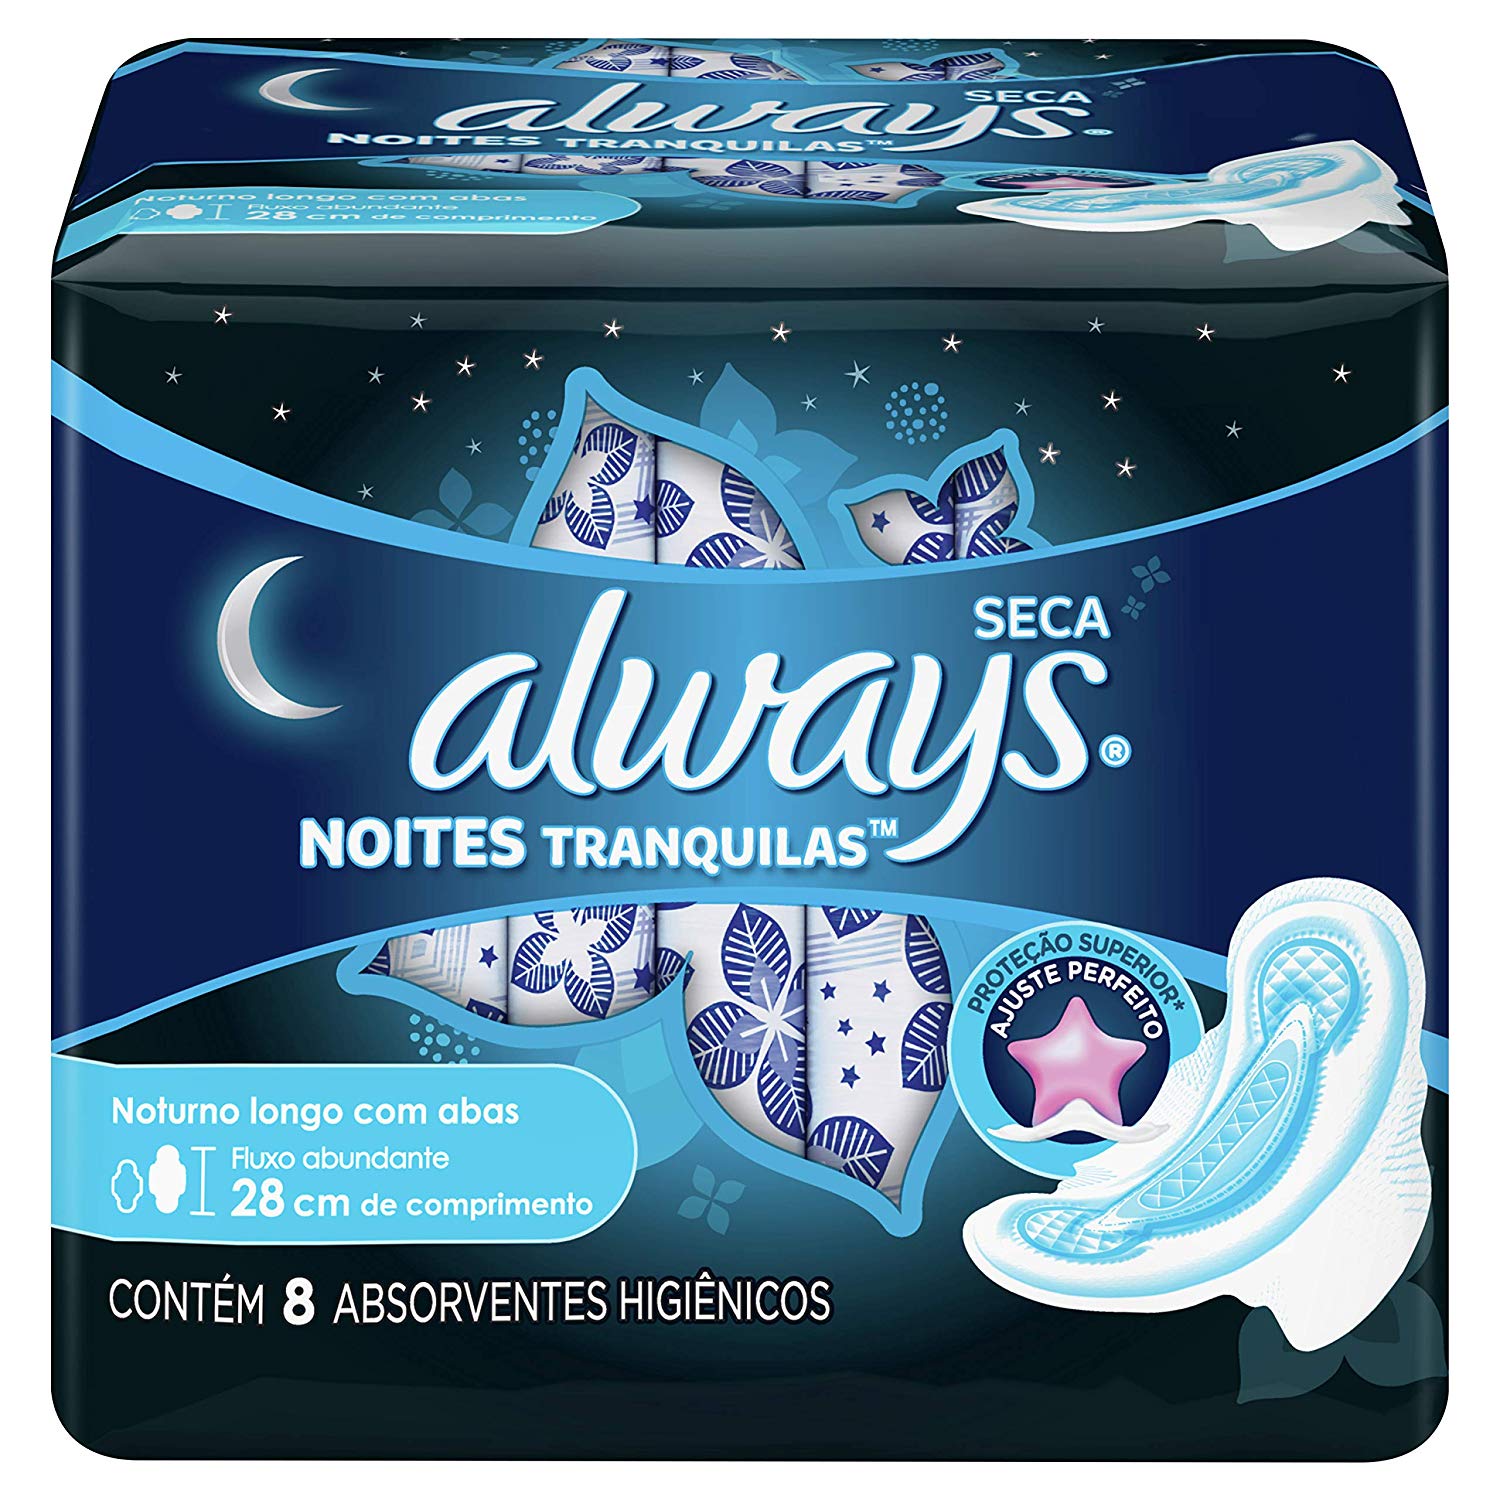 SECA
always®
NOITES TRANQUILAS™
Noturno longo com abas
Fluxo abundante
28 cm de comprimento
SECA
always®
NOITES TRANQUILAS™
PROTEÇÃO SUPERIOR*
AJUSTE PERFEITO
Noturno longo com abas
Fluxo abundante
28 cm de comprimento
CONTÉM 8 ABSORVENTES HIGIÊNICOS